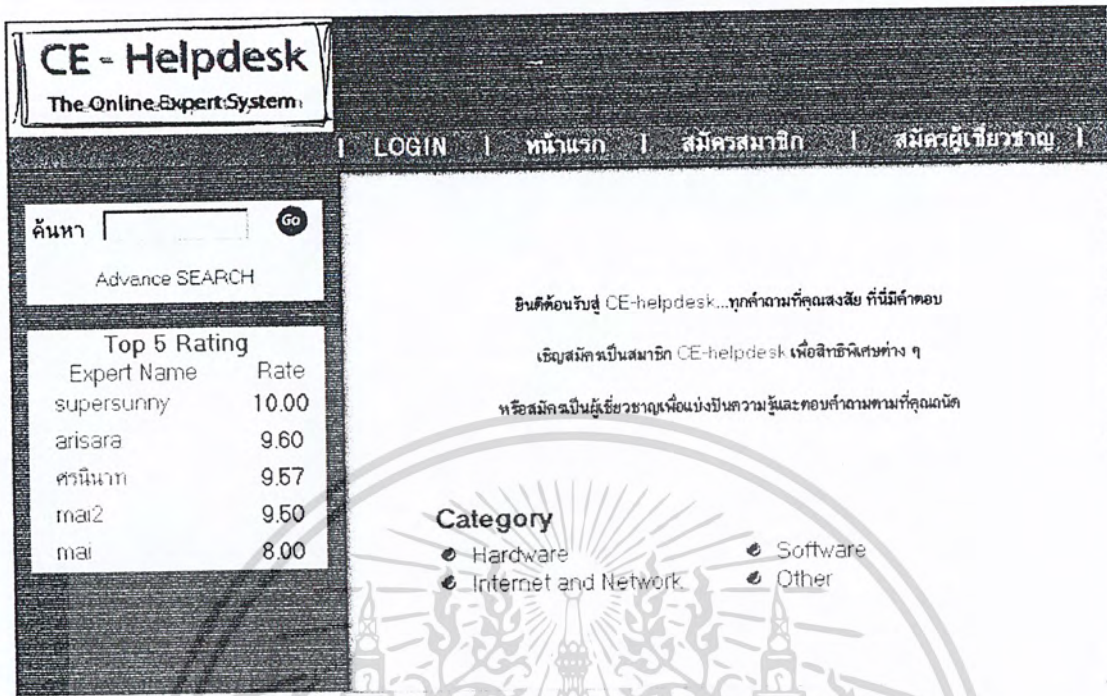 CE - Helpdesk
The Online Expert System
| LOGIN | หน้าแรก | สมัครสมาชิก | สมัครผู้เชี่ยวชาญ |
ค้นหา Go
Advance SEARCH
Top 5 Rating
Expert Name Rate
supersunny 10.00
arisara 9.60
ศรนินาท 9.57
mai2 9.50
mai 8.00
ยินดีต้อนรับสู่ CE-helpdesk...ทุกคำถามที่คุณสงสัย ที่นี่มีคำตอบ
เชิญสมัครเป็นสมาชิก CE-helpdesk เพื่อสิทธิพิเศษต่าง ๆ
หรือสมัครเป็นผู้เชี่ยวชาญเพื่อแบ่งปันความรู้และตอบคำถามตามที่คุณถนัด
Category
Hardware Software
Internet and Network Other